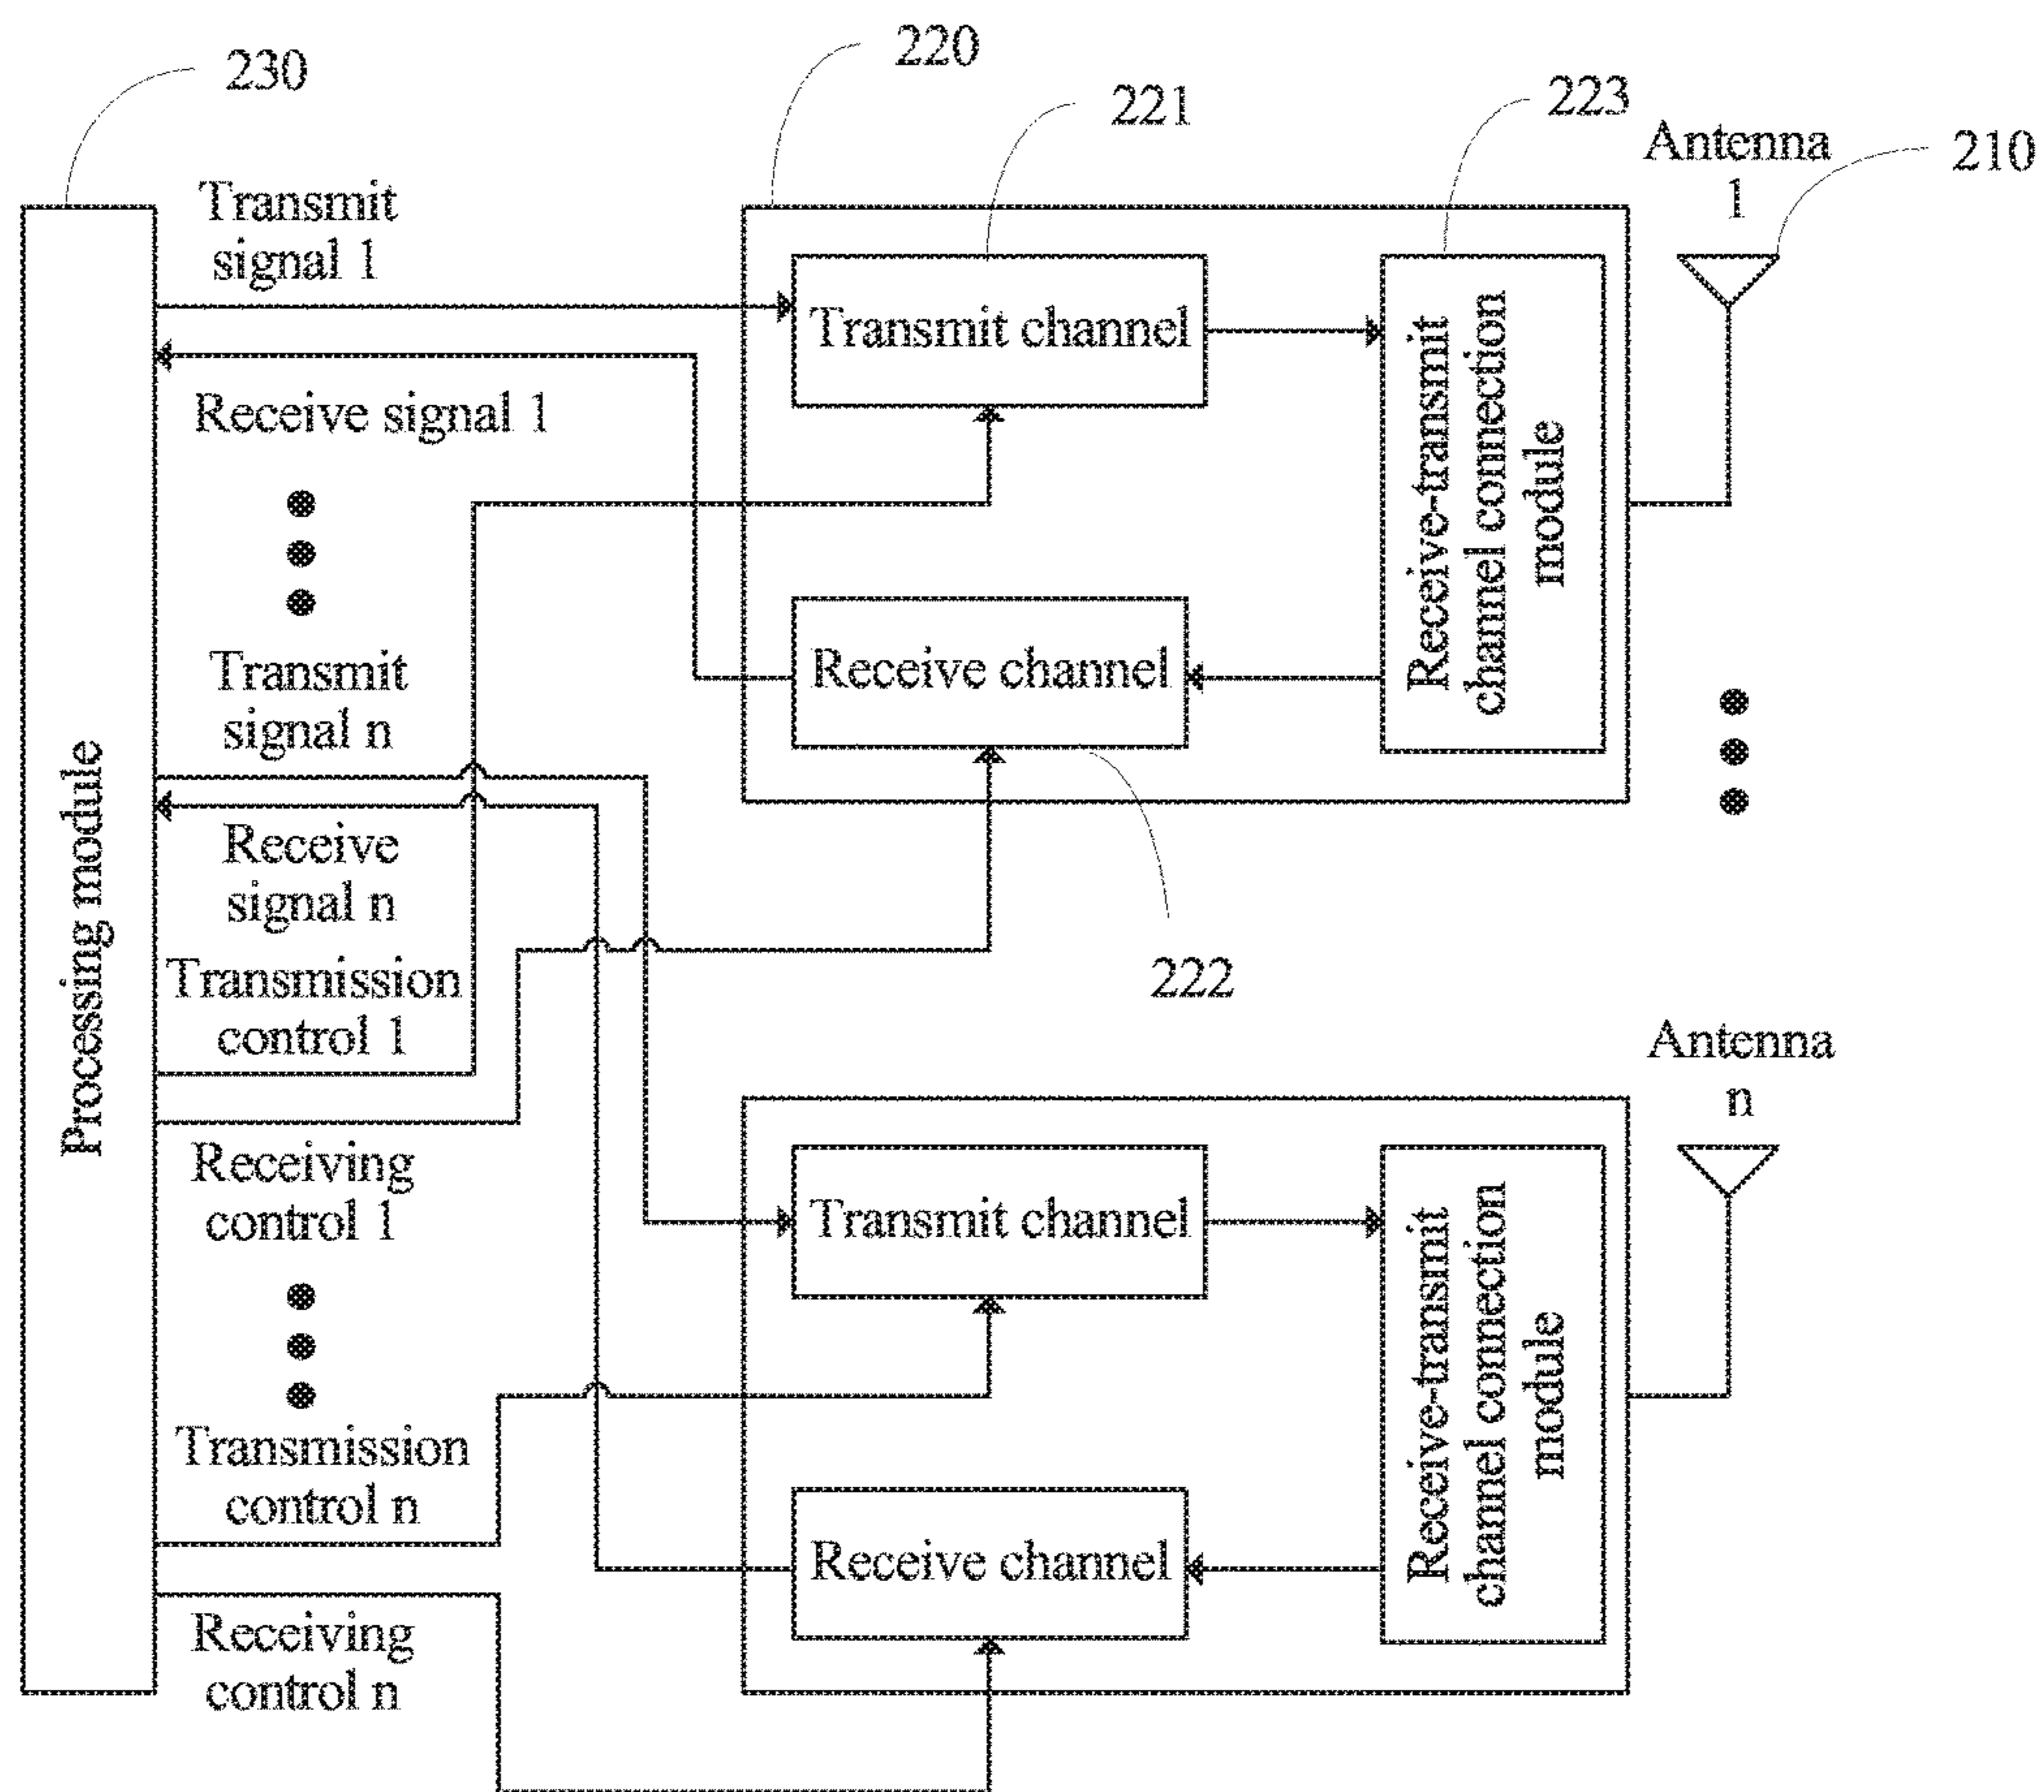 230
220
221
223
Antenna
1
210
Transmit
signal 1
Transmit channel
Receive signal 1
Receive-transmit
channel connection
module
Receive channel
Transmit
signal n
Processing module
Receive
signal n
222
Transmission
control 1
Antenna
n
Receiving
control 1
Transmit channel
Receive-transmit
channel connection
module
Transmission
control n
Receive channel
Receiving
control n